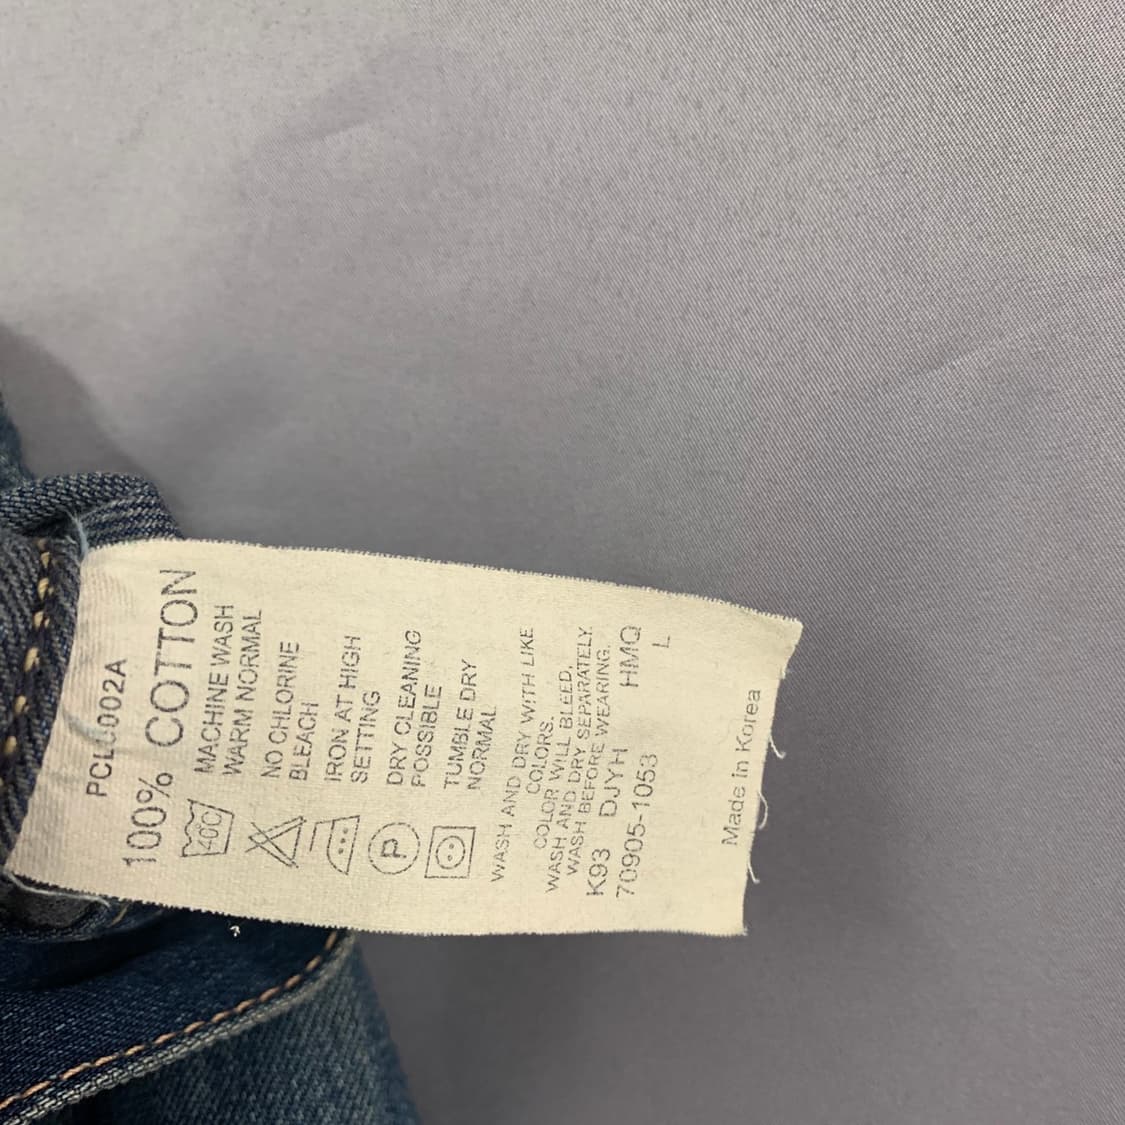 PCL0002A
100% COTTON
40C
MACHINE WASH
WARM NORMAL
NO CHLORINE
BLEACH
IRON AT HIGH
SETTING
P
DRY CLEANING
POSSIBLE
TUMBLE DRY
NORMAL
WASH AND DRY WITH LIKE
COLORS.
COLOR WILL BLEED,
WASH AND DRY SEPARATELY.
WASH BEFORE WEARING.
K93 DJYH HMQ
70905-1053 L
Made in Korea